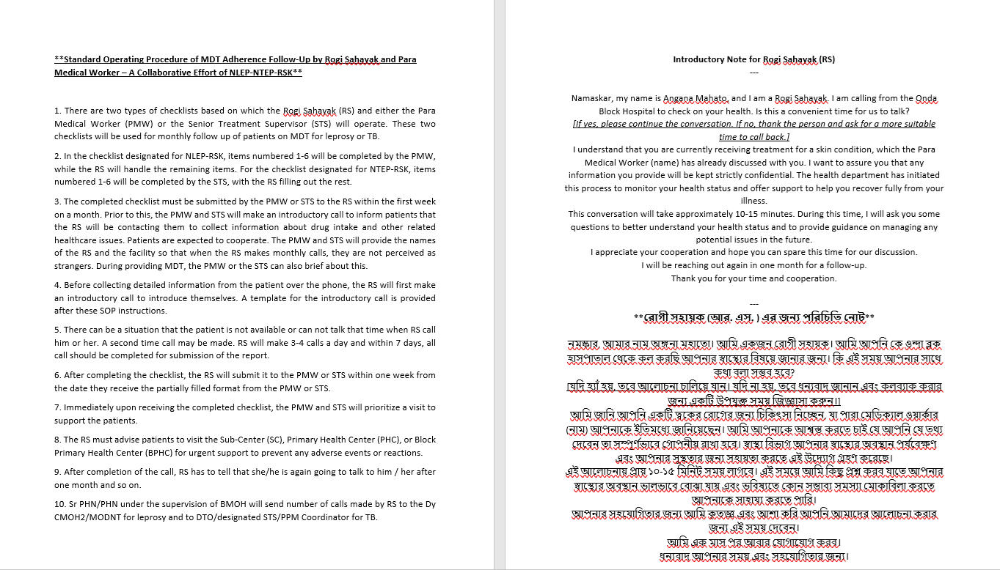 **Standard Operating Procedure of MDT Adherence Follow-Up by Rogi Sahayak and Para
Medical Worker – A Collaborative Effort of NLEP-NTEP-RSK**
1. There are two types of checklists based on which the Rogi Sahayak (RS) and either the Para
Medical Worker (PMW) or the Senior Treatment Supervisor (STS) will operate. These two
checklists will be used for monthly follow up of patients on MDT for leprosy or TB.
2. In the checklist designated for NLEP-RSK, items numbered 1-6 will be completed by the PMW,
while the RS will handle the remaining items. For the checklist designated for NTEP-RSK, items
numbered 1-6 will be completed by the STS, with the RS filling out the rest.
3. The completed checklist must be submitted by the PMW or STS to the RS within the first week
on a month. Prior to this, the PMW and STS will make an introductory call to inform patients that
the RS will be contacting them to collect information about drug intake and other related
healthcare issues. Patients are expected to cooperate. The PMW and STS will provide the names
of the RS and the facility so that when the RS makes monthly calls, they are not perceived as
strangers. During providing MDT, the PMW or the STS can also brief about this.
4. Before collecting detailed information from the patient over the phone, the RS will first make
an introductory call to introduce themselves. A template for the introductory call is provided
after these SOP instructions.
5. There can be a situation that the patient is not available or can not talk that time when RS call
him or her. A second time call may be made. RS will make 3-4 calls a day and within 7 days, all
call should be completed for submission of the report.
6. After completing the checklist, the RS will submit it to the PMW or STS within one week from
the date they receive the partially filled format from the PMW or STS.
7. Immediately upon receiving the completed checklist, the PMW and STS will prioritize a visit to
support the patients.
8. The RS must advise patients to visit the Sub-Center (SC), Primary Health Center (PHC), or Block
Primary Health Center (BPHC) for urgent support to prevent any adverse events or reactions.
9. After completion of the call, RS has to tell that she/he is again going to talk to him / her after
one month and so on.
10. Sr PHN/PHN under the supervision of BMOH will send number of calls made by RS to the Dy
CMOH2/MODNT for leprosy and to DTO/designated STS/PPM Coordinator for TB.
Introductory Note for Rogi Sahayak (RS)
---
Namaskar, my name is Angana Mahato, and I am a Rogi Sahayak. I am calling from the Onda
Block Hospital to check on your health. Is this a convenient time for us to talk?
[If yes, please continue the conversation. If no, thank the person and ask for a more suitable
time to call back.]
I understand that you are currently receiving treatment for a skin condition, which the Para
Medical Worker (name) has already discussed with you. I want to assure you that any
information you provide will be kept strictly confidential. The health department has initiated
this process to monitor your health status and offer support to help you recover fully from your
illness.
This conversation will take approximately 10-15 minutes. During this time, I will ask you some
questions to better understand your health status and to provide guidance on managing any
potential issues in the future.
I appreciate your cooperation and hope you can spare this time for our discussion.
I will be reaching out again in one month for a follow-up.
Thank you for your time and cooperation.
---
**রোগী সহায়ক (আর. এস. ) এর জন্য পরিচিতি নোট**
নমস্কার, আমার নাম অঙ্গনা মহাতো। আমি একজন রোগী সহায়ক। আমি আপনি কে ওন্দা ব্লক
হাসপাতাল থেকে কল করছি আপনার স্বাস্থ্যের বিষয়ে জানার জন্য। কি এই সময় আপনার সাথে
কথা বলা সম্ভব হবে?
[যদি হ্যাঁ হয়, তবে আলোচনা চালিয়ে যান। যদি না হয়, তবে ধন্যবাদ জানান এবং কলব্যাক করার
জন্য একটি উপযুক্ত সময় জিজ্ঞাসা করুন।]
আমি জানি আপনি একটি ত্বকের রোগের জন্য চিকিৎসা নিচ্ছেন, যা পারা মেডিক্যাল ওয়ার্কার
(নাম) আপনাকে ইতিমধ্যে জানিয়েছেন। আমি আপনাকে আশ্বস্ত করতে চাই যে আপনি যে তথ্য
দেবেন তা সম্পূর্ণভাবে গোপনীয় রাখা হবে। স্বাস্থ্য বিভাগ আপনার স্বাস্থ্যের অবস্থান পর্যবেক্ষণ
এবং আপনার সুস্থতার জন্য সহায়তা করতে এই উদ্যোগ গ্রহণ করেছে।
এই আলোচনায় প্রায় ১০-১৫ মিনিট সময় লাগবে। এই সময়ে আমি কিছু প্রশ্ন করব যাতে আপনার
স্বাস্থ্যের অবস্থান ভালভাবে বোঝা যায় এবং ভবিষ্যতে কোন সম্ভাব্য সমস্যা মোকাবিলা করতে
আপনাকে সাহায্য করতে পারি।
আপনার সহযোগিতার জন্য আমি কৃতজ্ঞ এবং আশা করি আপনি আমাদের আলোচনা করার
জন্য এই সময় দেবেন।
আমি এক মাস পর আবার যোগাযোগ করব।
ধন্যবাদ আপনার সময় এবং সহযোগিতার জন্য।